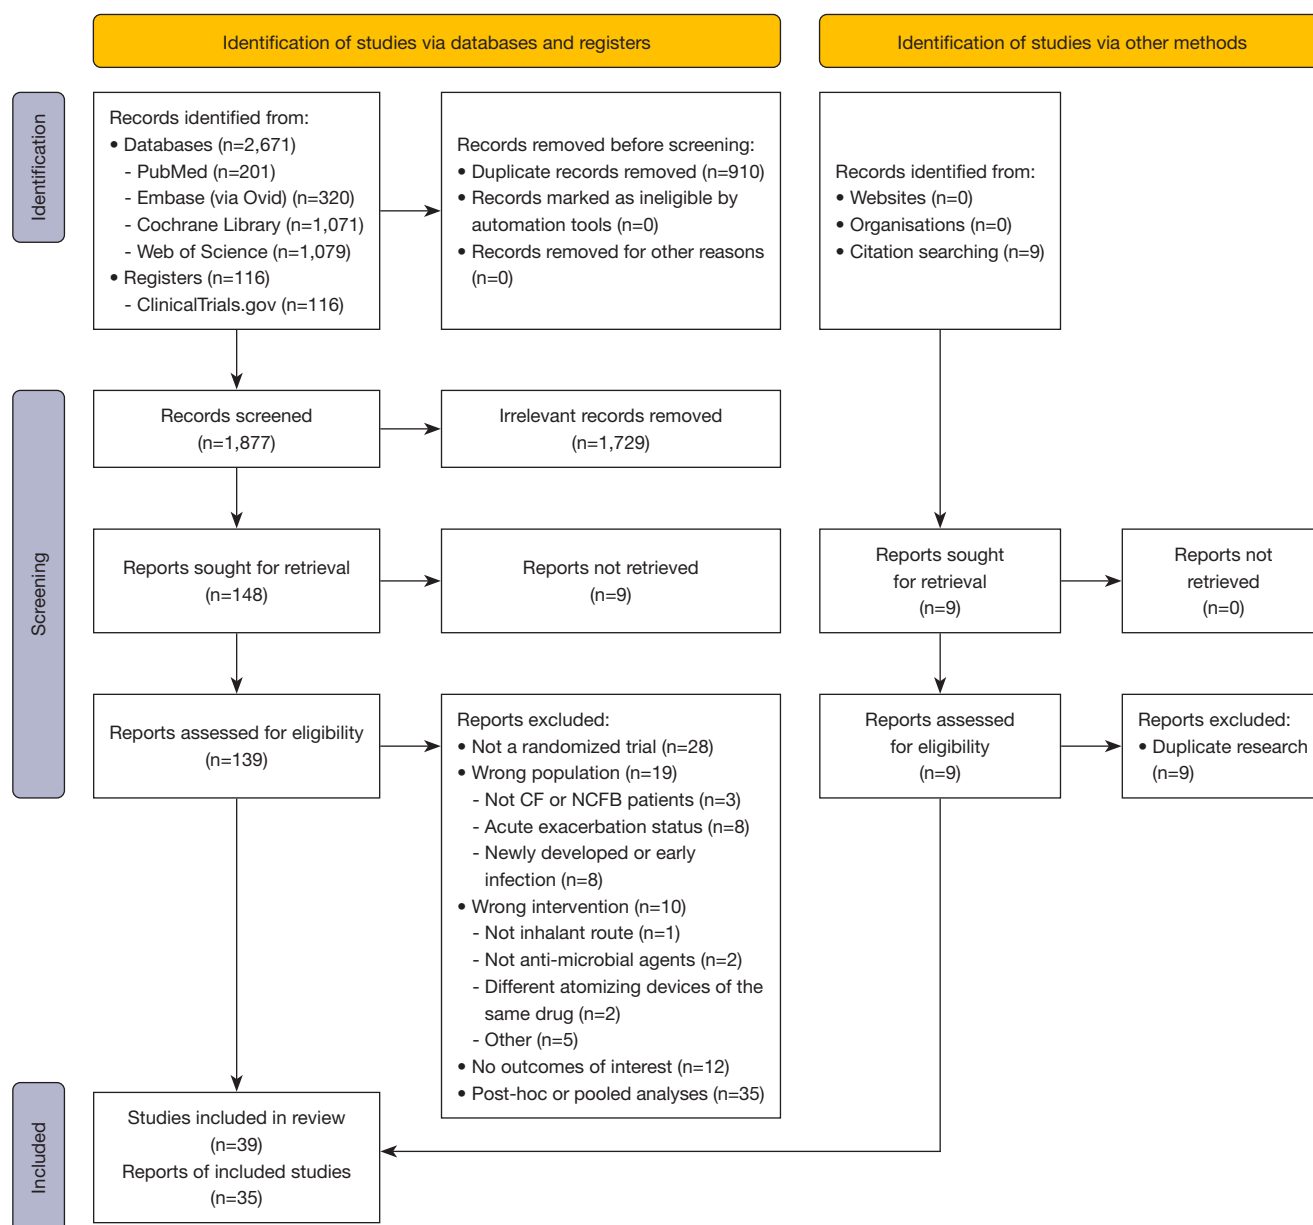 Identification of studies via databases and registers
Identification of studies via other methods
Identification
Records identified from:
• Databases (n=2,671)
- PubMed (n=201)
- Embase (via Ovid) (n=320)
- Cochrane Library (n=1,071)
- Web of Science (n=1,079)
• Registers (n=116)
- ClinicalTrials.gov (n=116)
Records removed before screening:
• Duplicate records removed (n=910)
• Records marked as ineligible by
automation tools (n=0)
• Records removed for other reasons
(n=0)
Records identified from:
• Websites (n=0)
• Organisations (n=0)
• Citation searching (n=9)
Screening
Records screened
(n=1,877)
Irrelevant records removed
(n=1,729)
Reports sought for retrieval
(n=148)
Reports not retrieved
(n=9)
Reports sought
for retrieval
(n=9)
Reports not
retrieved
(n=0)
Reports assessed for eligibility
(n=139)
Reports excluded:
• Not a randomized trial (n=28)
• Wrong population (n=19)
- Not CF or NCFB patients (n=3)
- Acute exacerbation status (n=8)
- Newly developed or early
infection (n=8)
• Wrong intervention (n=10)
- Not inhalant route (n=1)
- Not anti-microbial agents (n=2)
- Different atomizing devices of the
same drug (n=2)
- Other (n=5)
• No outcomes of interest (n=12)
• Post-hoc or pooled analyses (n=35)
Reports assessed
for eligibility
(n=9)
Reports excluded:
• Duplicate research
(n=9)
Included
Studies included in review
(n=39)
Reports of included studies
(n=35)